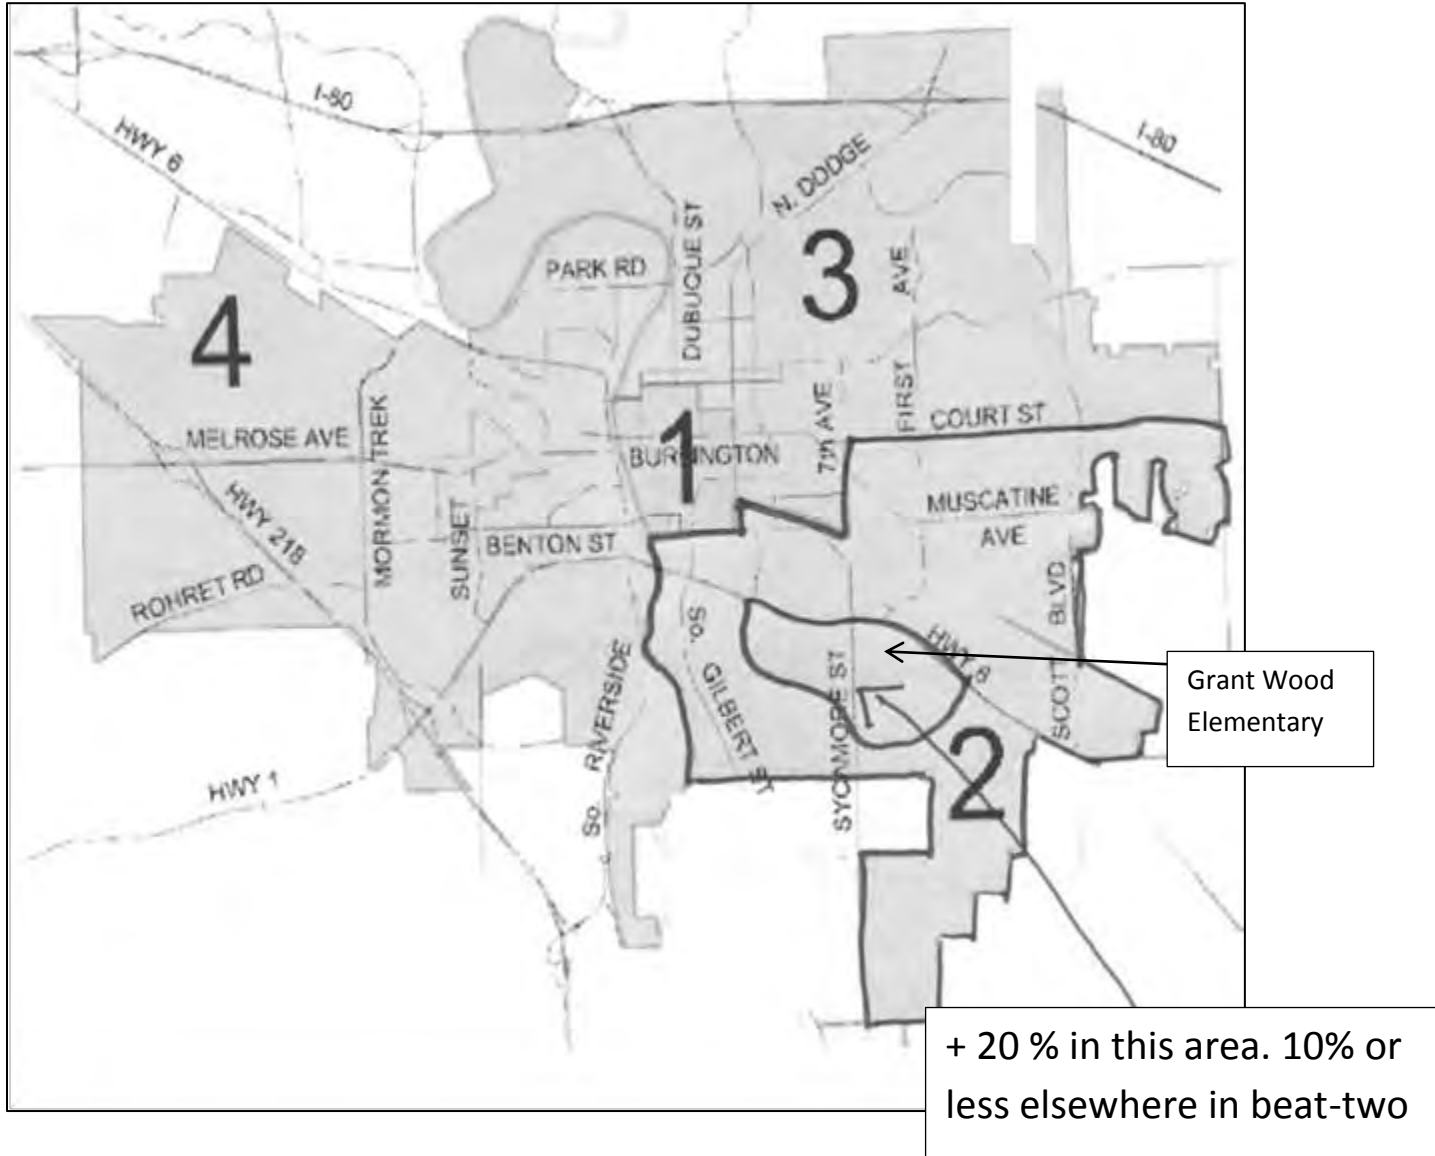 I-80
HWY 6
I-80
N. DODGE
DUBUQUE ST
PARK RD
3
FIRST AVE
4
MELROSE AVE
MORMON TREK
1
BURLINGTON
7th AVE
COURT ST
MUSCATINE
AVE
HWY 218
SUNSET
BENTON ST
ROHRET RD
SCOTT BLVD
HWY 6
So. GILBERT ST
SYCAMORE ST
So. RIVERSIDE
Grant Wood
Elementary
2
HWY 1
+ 20 % in this area. 10% or
less elsewhere in beat-two